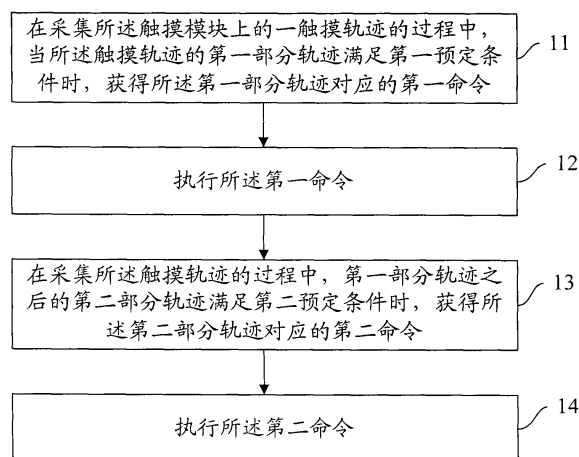 在采集所述触摸模块上的一触摸轨迹的过程中，
当所述触摸轨迹的第一部分轨迹满足第一预定条
件时，获得所述第一部分轨迹对应的第一命令
11
执行所述第一命令
12
在采集所述触摸轨迹的过程中，第一部分轨迹之
后的第二部分轨迹满足第二预定条件时，获得所
述第二部分轨迹对应的第二命令
13
执行所述第二命令
14